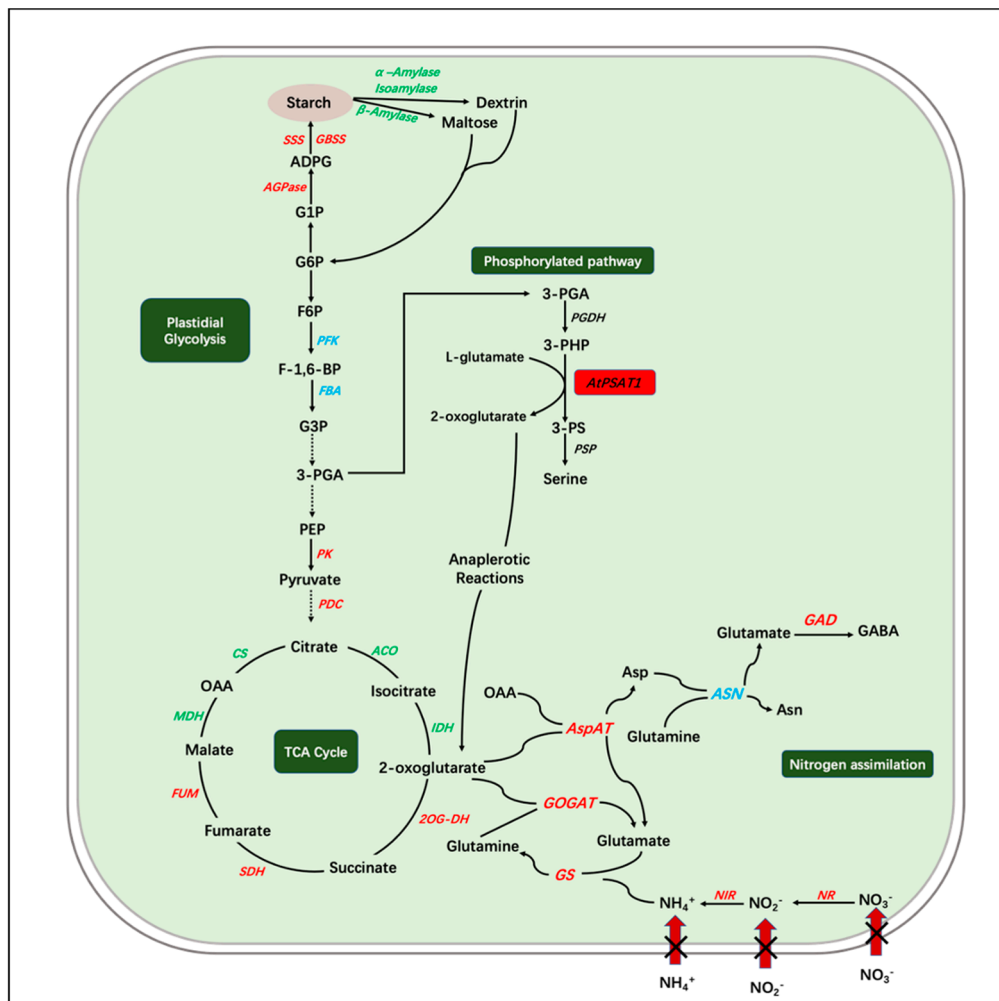 α –Amylase
Isoamylase
Starch
Dextrin
β-Amylase
Maltose
SSS GBSS
ADPG
AGPase
G1P
G6P
Phosphorylated pathway
F6P
3-PGA
PGDH
Plastidial
Glycolysis
PFK
3-PHP
F-1,6-BP
L-glutamate
FBA
AtPSAT1
2-oxoglutarate
G3P
3-PS
PSP
3-PGA
Serine
PEP
PK
Anaplerotic
Reactions
Pyruvate
PDC
GAD
Glutamate
GABA
Citrate
CS
ACO
Asp
OAA
Isocitrate
OAA
ASN
Asn
MDH
IDH
AspAT
Glutamine
Malate
TCA Cycle
2-oxoglutarate
Nitrogen assimilation
FUM
GOGAT
2OG-DH
Fumarate
Glutamine
Glutamate
SDH
Succinate
GS
NH₄⁺
NIR
NO₂⁻
NR
NO₃⁻
NH₄⁺
NO₂⁻
NO₃⁻